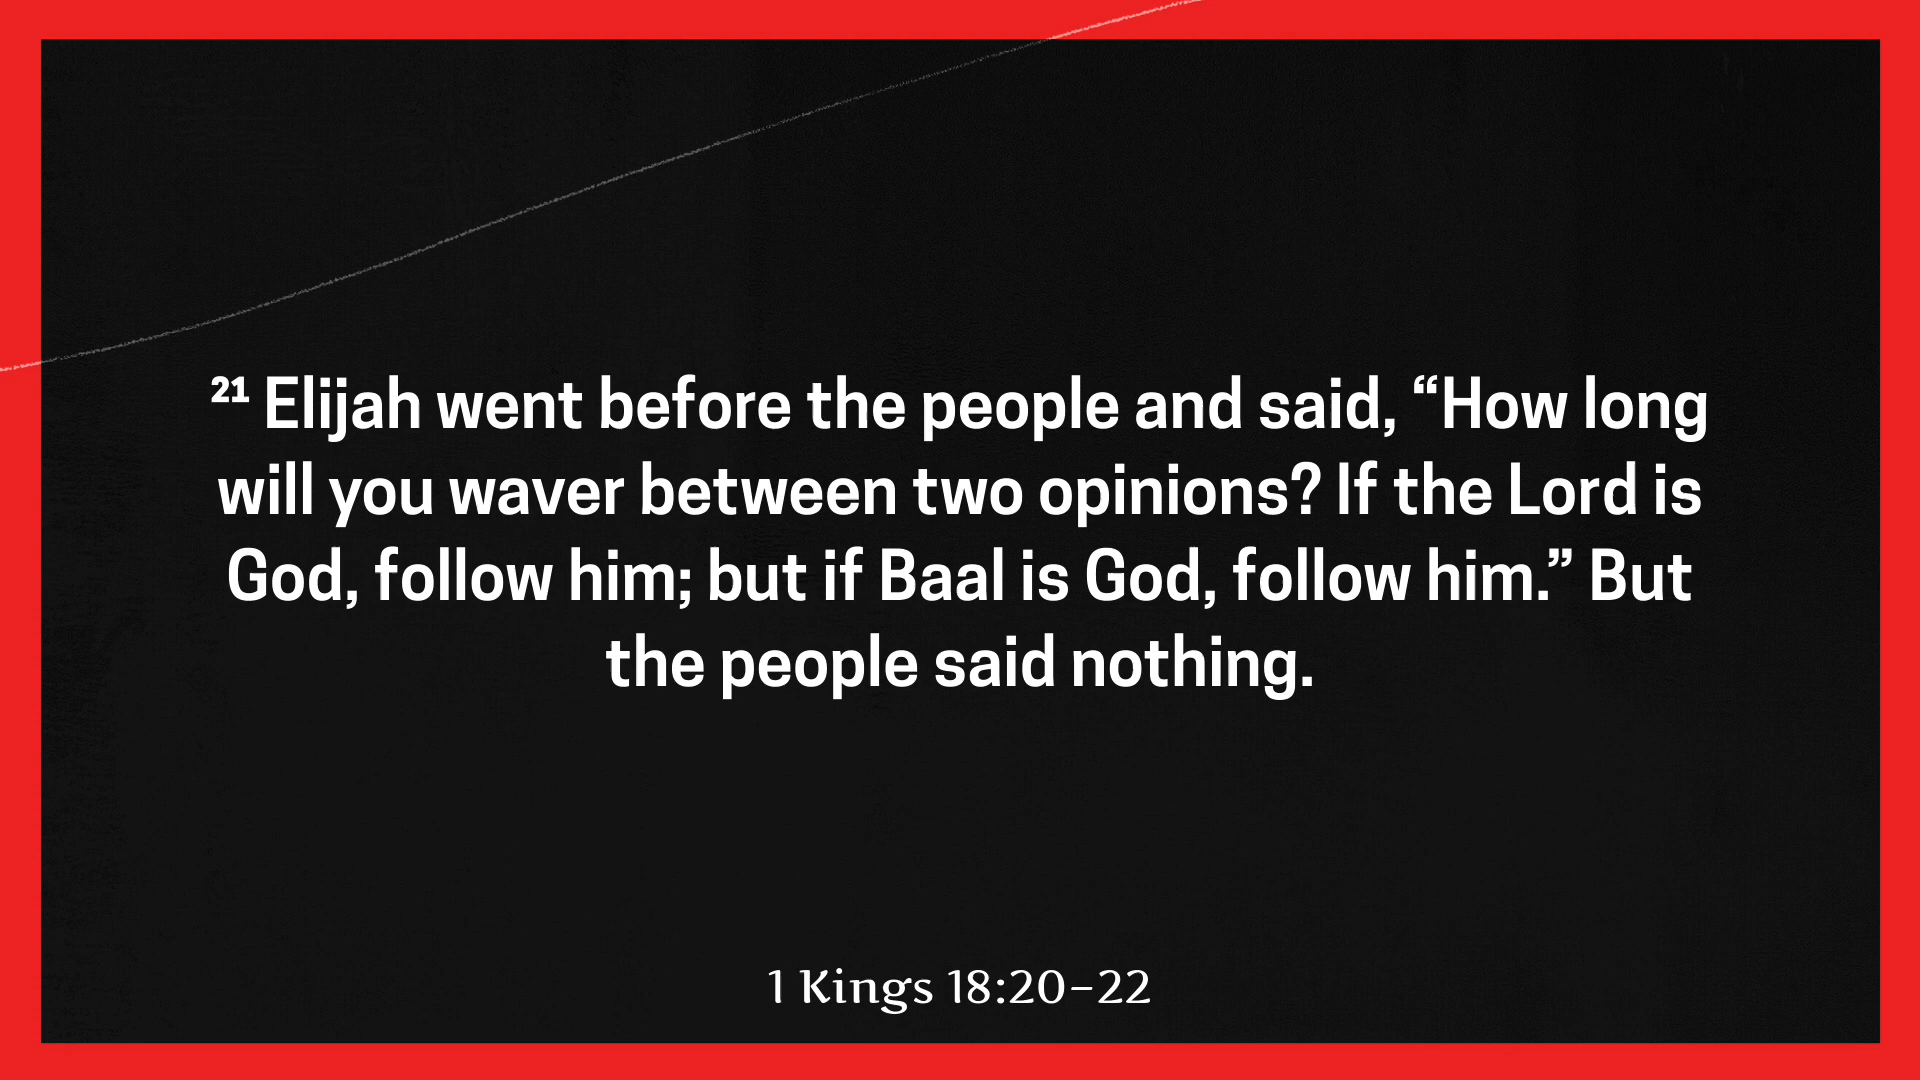 ²¹ Elijah went before the people and said, “How long
will you waver between two opinions? If the Lord is
God, follow him; but if Baal is God, follow him.” But
the people said nothing.
1 Kings 18:20–22